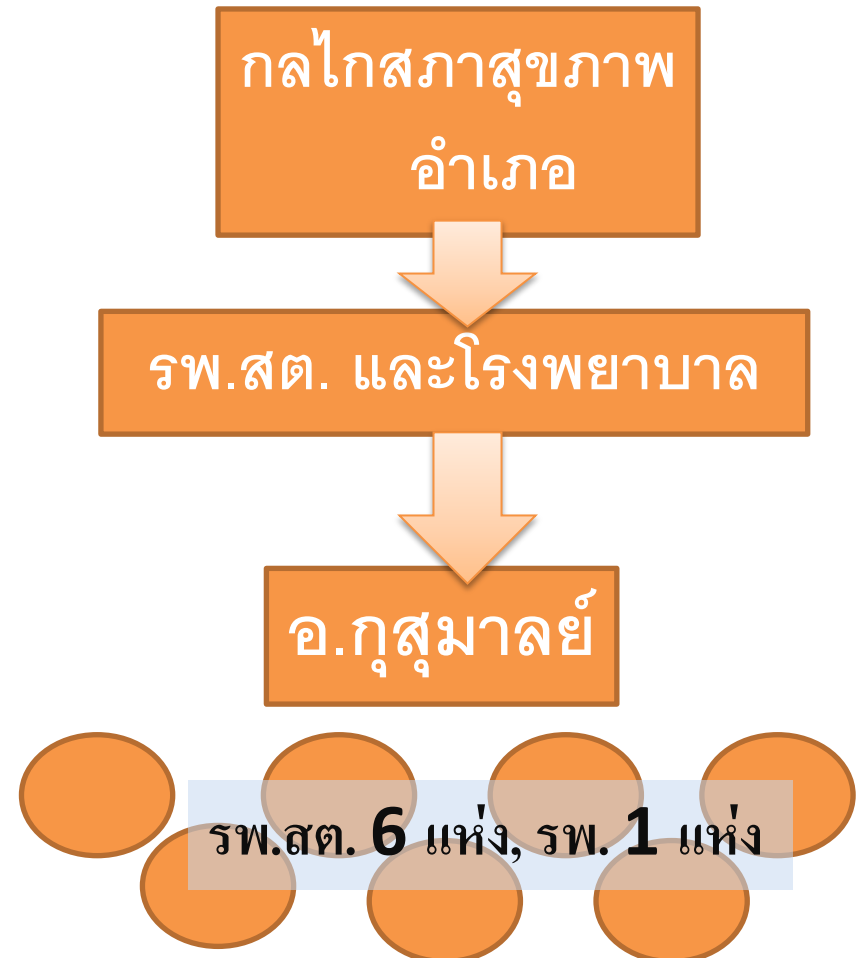 กลไกสภาสุขภาพ
อำเภอ
รพ.สต. และโรงพยาบาล
อ.กุสุมาลย์
รพ.สต. 6 แห่ง, รพ. 1 แห่ง